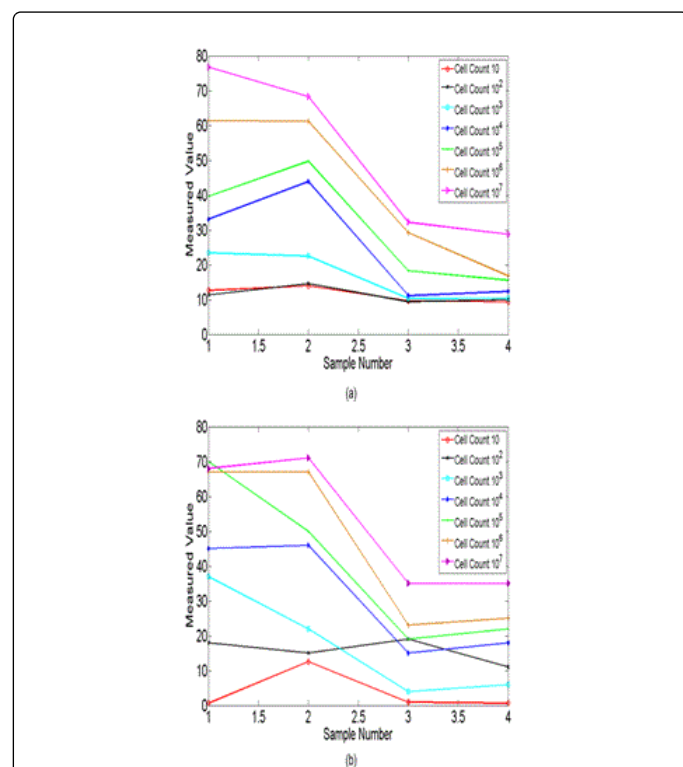 80
70
60
50
40
30
20
10
0
Measured Value
1 1.5 2 2.5 3 3.5 4
Sample Number
Cell Count 10
Cell Count 10²
Cell Count 10³
Cell Count 10⁴
Cell Count 10⁵
Cell Count 10⁶
Cell Count 10⁷
(a)
80
70
60
50
40
30
20
10
0
Measured Value
1 1.5 2 2.5 3 3.5 4
Sample Number
Cell Count 10
Cell Count 10²
Cell Count 10³
Cell Count 10⁴
Cell Count 10⁵
Cell Count 10⁶
Cell Count 10⁷
(b)